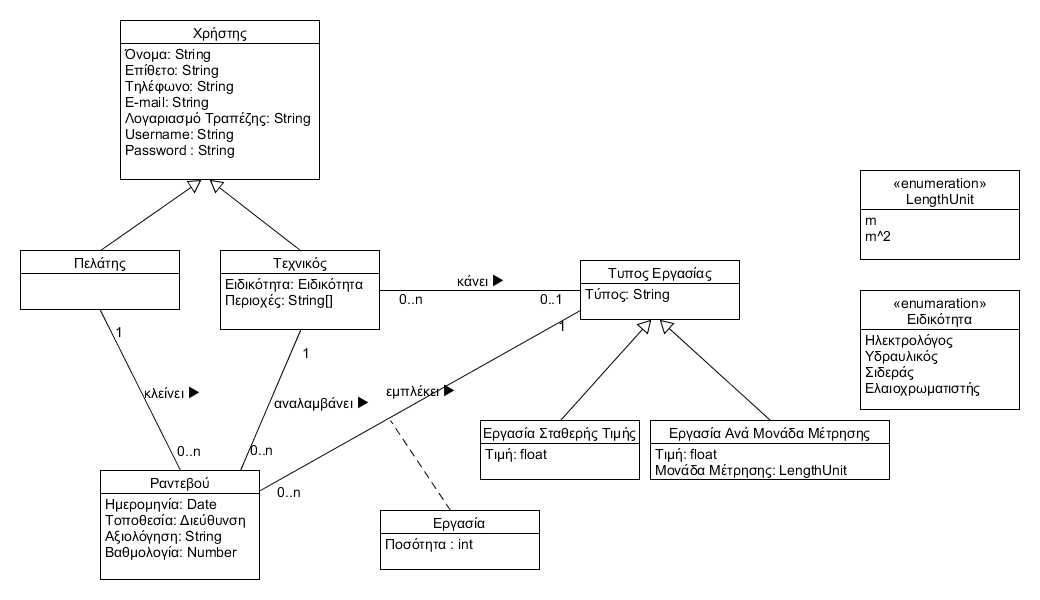 Χρήστης
Όνομα: String
Επίθετο: String
Τηλέφωνο: String
E-mail: String
Λογαριασμό Τραπέζης: String
Username: String
Password : String
«enumeration»
LengthUnit
m
m^2
Πελάτης
Τεχνικός
Ειδικότητα: Ειδικότητα
Περιοχές: String[]
κάνει ▶
0..n
0..1
Τυπος Εργασίας
Τύπος: String
1
«enumaration»
Ειδικότητα
Ηλεκτρολόγος
Υδραυλικός
Σιδεράς
Ελαιοχρωματιστής
1
1
κλείνει ▶
αναλαμβάνει ▶
εμπλέκει ▶
0..n
0..n
0..n
Εργασία Σταθερής Τιμής
Τιμή: float
Εργασία Ανά Μονάδα Μέτρησης
Τιμή: float
Μονάδα Μέτρησης: LengthUnit
Ραντεβού
Ημερομηνία: Date
Τοποθεσία: Διεύθυνση
Αξιολόγηση: String
Βαθμολογία: Number
Εργασία
Ποσότητα : int